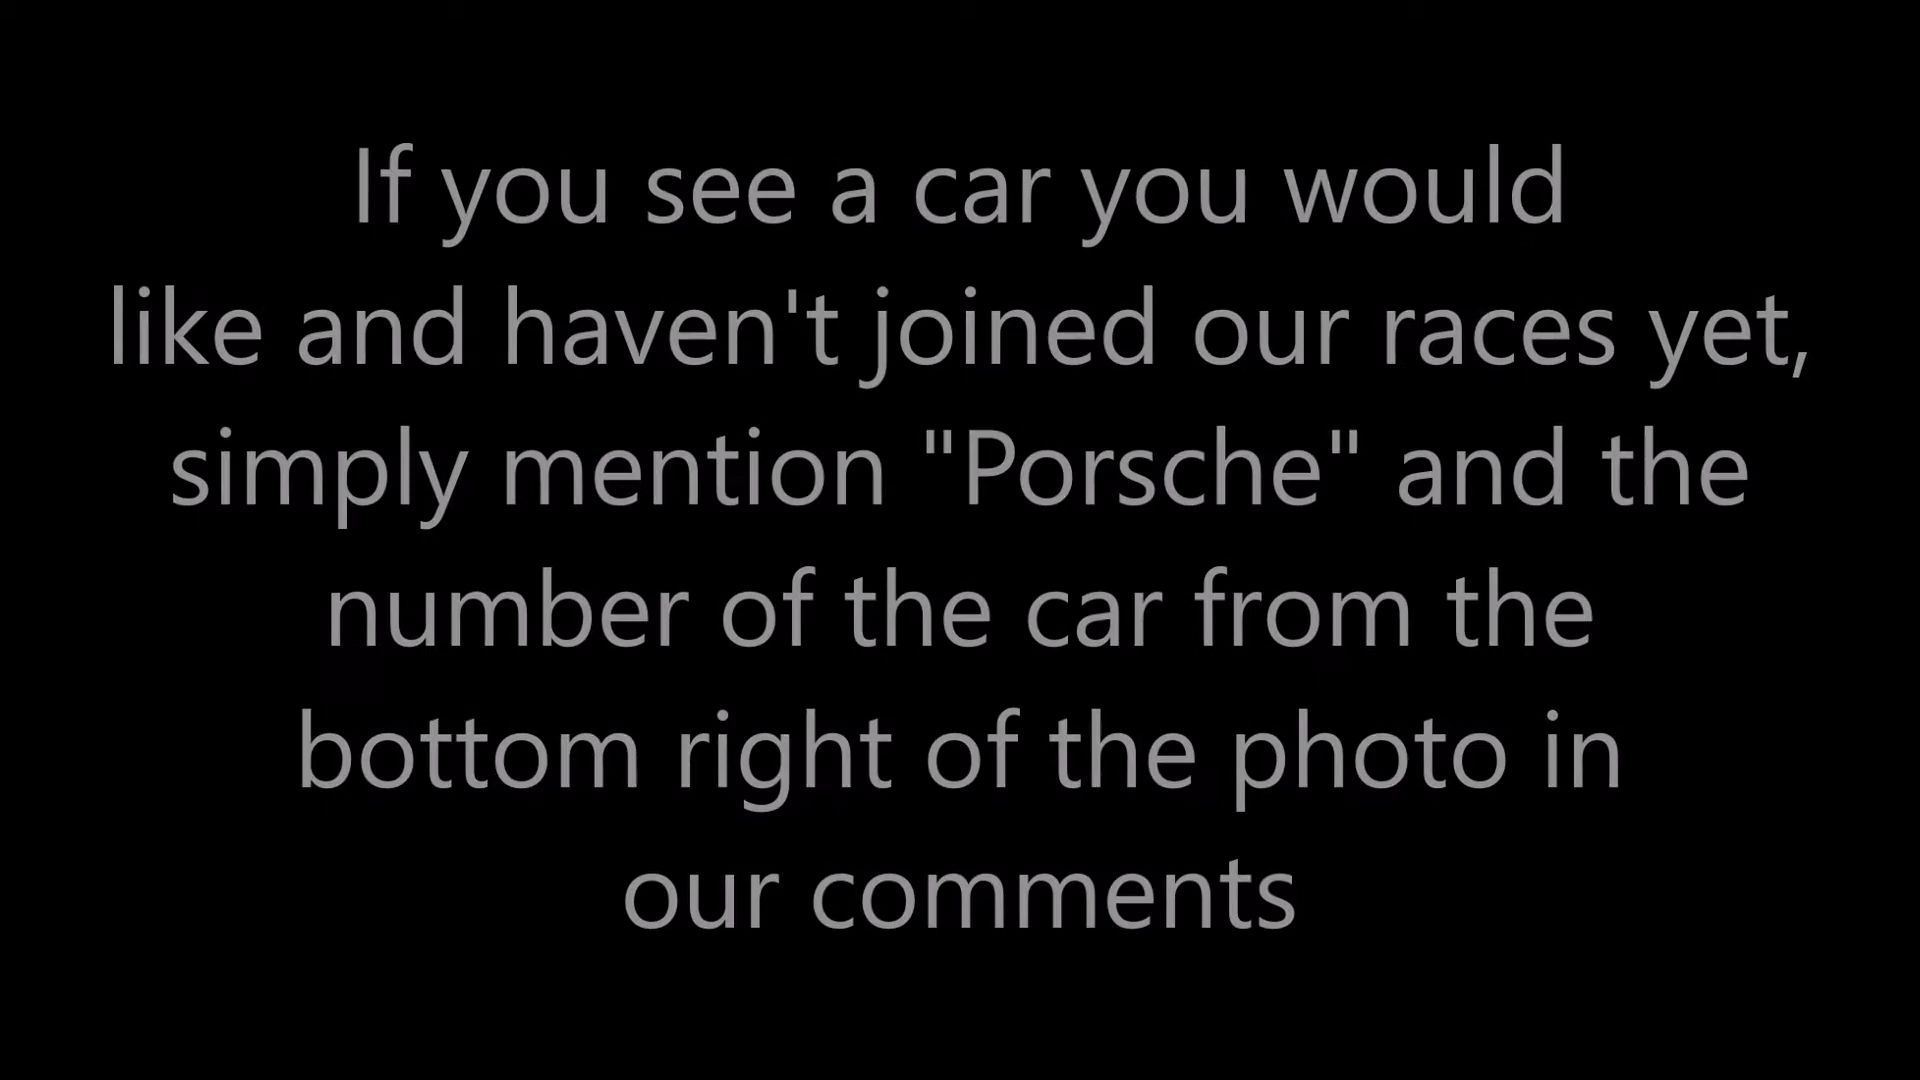 If you see a car you would
like and haven't joined our races yet,
simply mention "Porsche" and the
number of the car from the
bottom right of the photo in
our comments